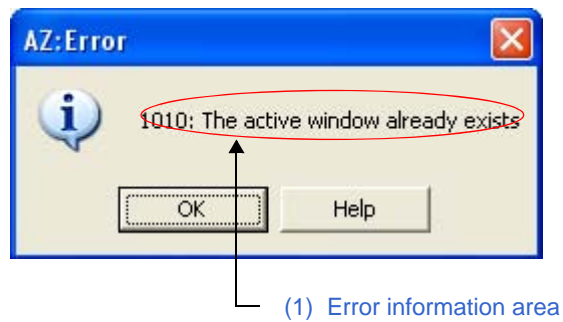 AZ:Error
1010: The active window already exists
OK Help
(1) Error information area